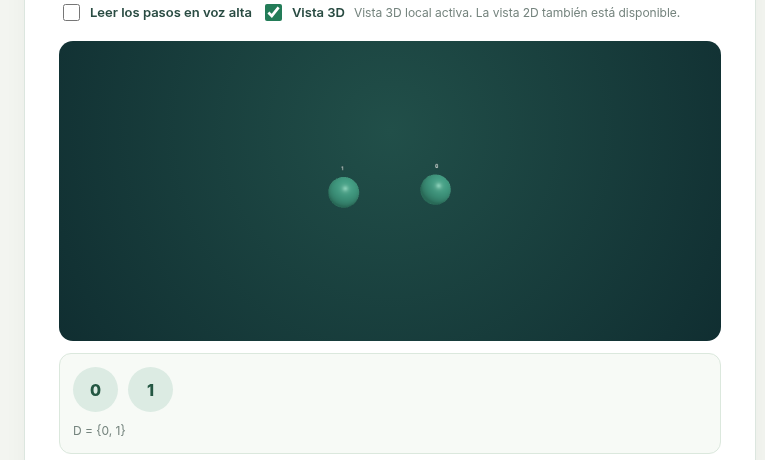 Leer los pasos en voz alta Vista 3D Vista 3D local activa. La vista 2D también está disponible.
1 0
0 1
D = {0, 1}